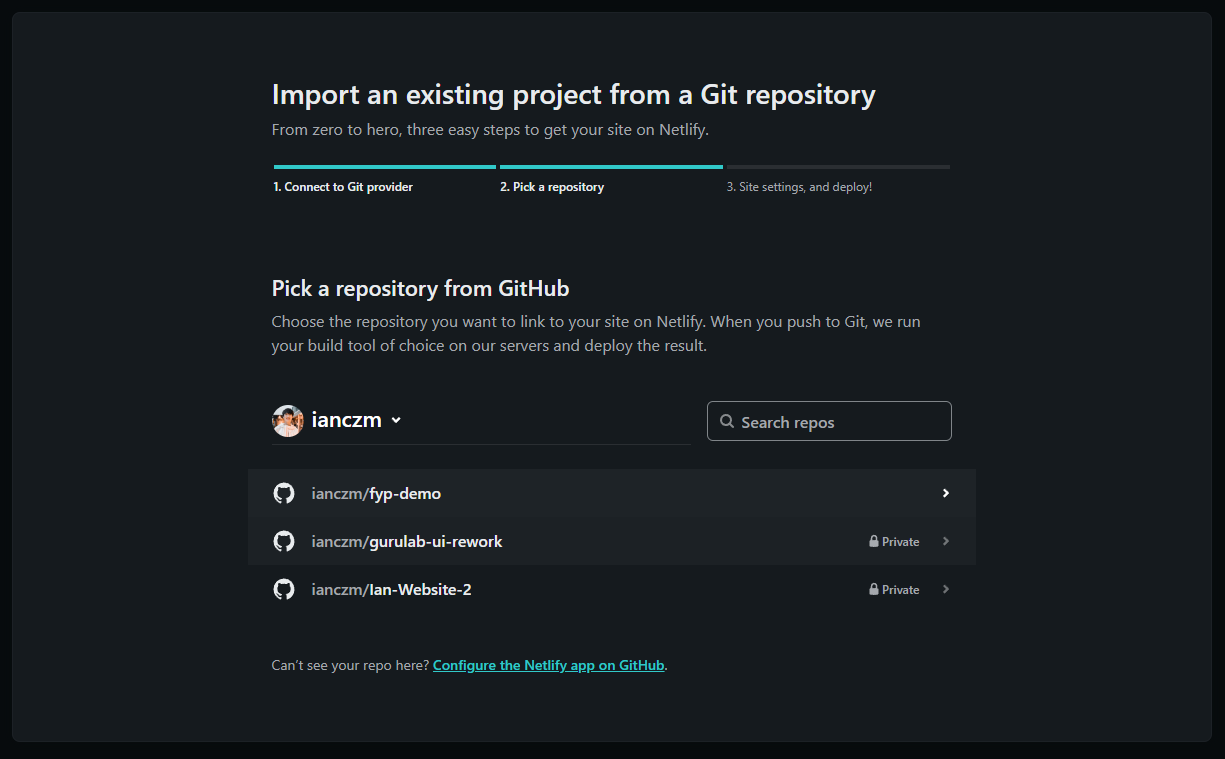 Import an existing project from a Git repository
From zero to hero, three easy steps to get your site on Netlify.
1. Connect to Git provider
2. Pick a repository
3. Site settings, and deploy!
Pick a repository from GitHub
Choose the repository you want to link to your site on Netlify. When you push to Git, we run
your build tool of choice on our servers and deploy the result.
ianczm
Search repos
ianczm/fyp-demo
ianczm/gurulab-ui-rework
Private
ianczm/Ian-Website-2
Private
Can't see your repo here? Configure the Netlify app on GitHub.